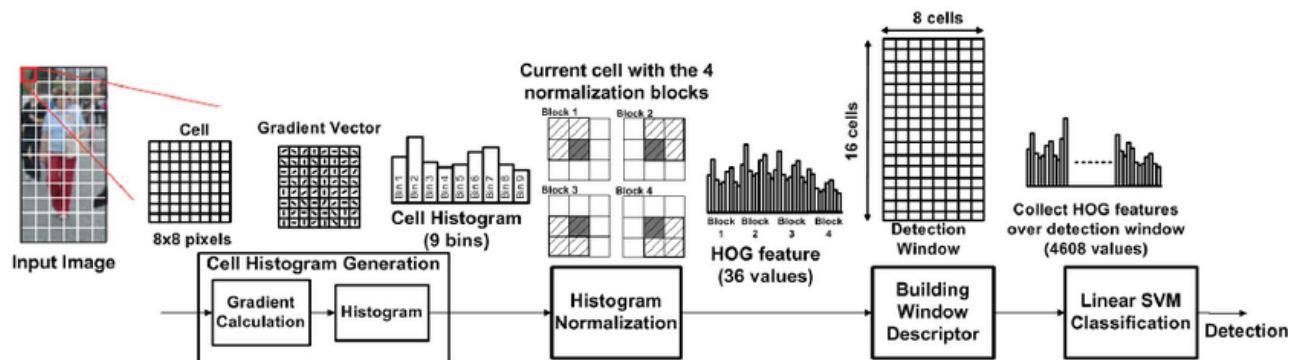 8 cells
Current cell with the 4
normalization blocks
Block 1
Block 2
Cell
Gradient Vector
16 cells
Bin 1
Bin 2
Bin 3
Bin 4
Bin 5
Bin 6
Bin 7
Bin 8
Bin 9
Block 3
Block 4
Cell Histogram
(9 bins)
8x8 pixels
Input Image
Block Block Block Block
1 2 3 4
HOG feature
(36 values)
Detection
Window
Collect HOG features
over detection window
(4608 values)
Cell Histogram Generation
Gradient
Calculation
Histogram
Histogram
Normalization
Building
Window
Descriptor
Linear SVM
Classification
Detection